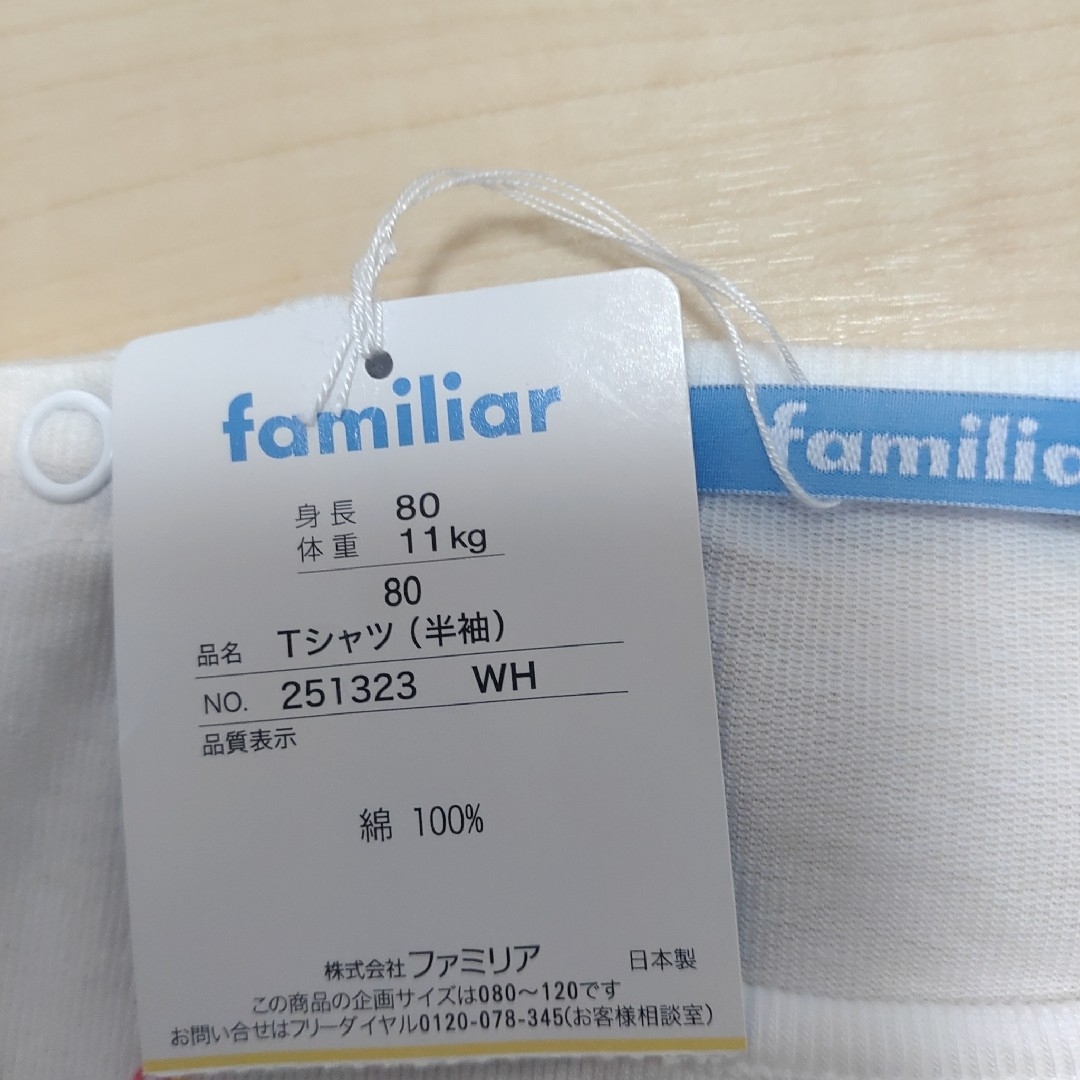 familiar
身長 80
体重 11kg
80
品名 Tシャツ(半袖)
NO. 251323 WH
品質表示
綿 100%
株式会社ファミリア 日本製
この商品の企画サイズは080～120です
お問い合せはフリーダイヤル0120-078-345(お客様相談室)
familia